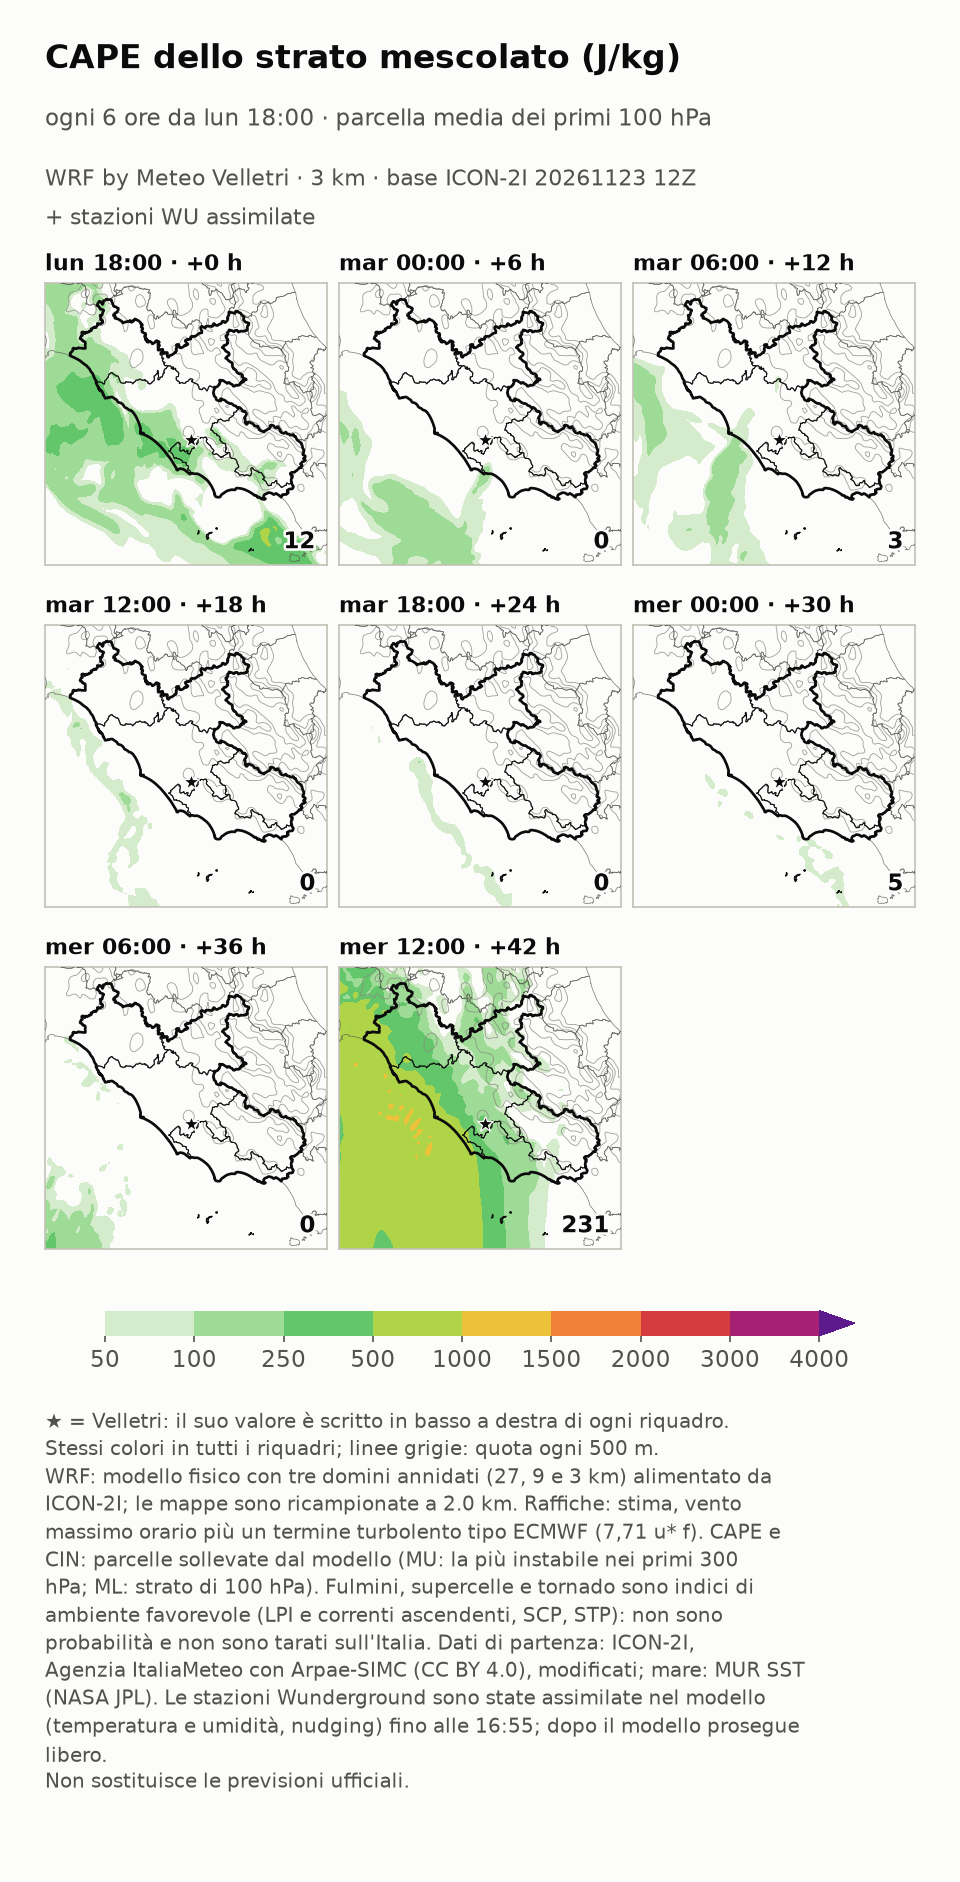 CAPE dello strato mescolato (J/kg)
ogni 6 ore da lun 18:00 · parcella media dei primi 100 hPa
WRF by Meteo Velletri · 3 km · base ICON-2I 20261123 12Z
+ stazioni WU assimilate
lun 18:00 · +0 h
mar 00:00 · +6 h
mar 06:00 · +12 h
12
0
3
mar 12:00 · +18 h
mar 18:00 · +24 h
mer 00:00 · +30 h
0
0
5
mer 06:00 · +36 h
mer 12:00 · +42 h
0
231
50 100 250 500 1000 1500 2000 3000 4000
★ = Velletri: il suo valore è scritto in basso a destra di ogni riquadro.
Stessi colori in tutti i riquadri; linee grigie: quota ogni 500 m.
WRF: modello fisico con tre domini annidati (27, 9 e 3 km) alimentato da
ICON-2I; le mappe sono ricampionate a 2.0 km. Raffiche: stima, vento
massimo orario più un termine turbolento tipo ECMWF (7,71 u* f). CAPE e
CIN: parcelle sollevate dal modello (MU: la più instabile nei primi 300
hPa; ML: strato di 100 hPa). Fulmini, supercelle e tornado sono indici di
ambiente favorevole (LPI e correnti ascendenti, SCP, STP): non sono
probabilità e non sono tarati sull'Italia. Dati di partenza: ICON-2I,
Agenzia ItaliaMeteo con Arpae-SIMC (CC BY 4.0), modificati; mare: MUR SST
(NASA JPL). Le stazioni Wunderground sono state assimilate nel modello
(temperatura e umidità, nudging) fino alle 16:55; dopo il modello prosegue
libero.
Non sostituisce le previsioni ufficiali.